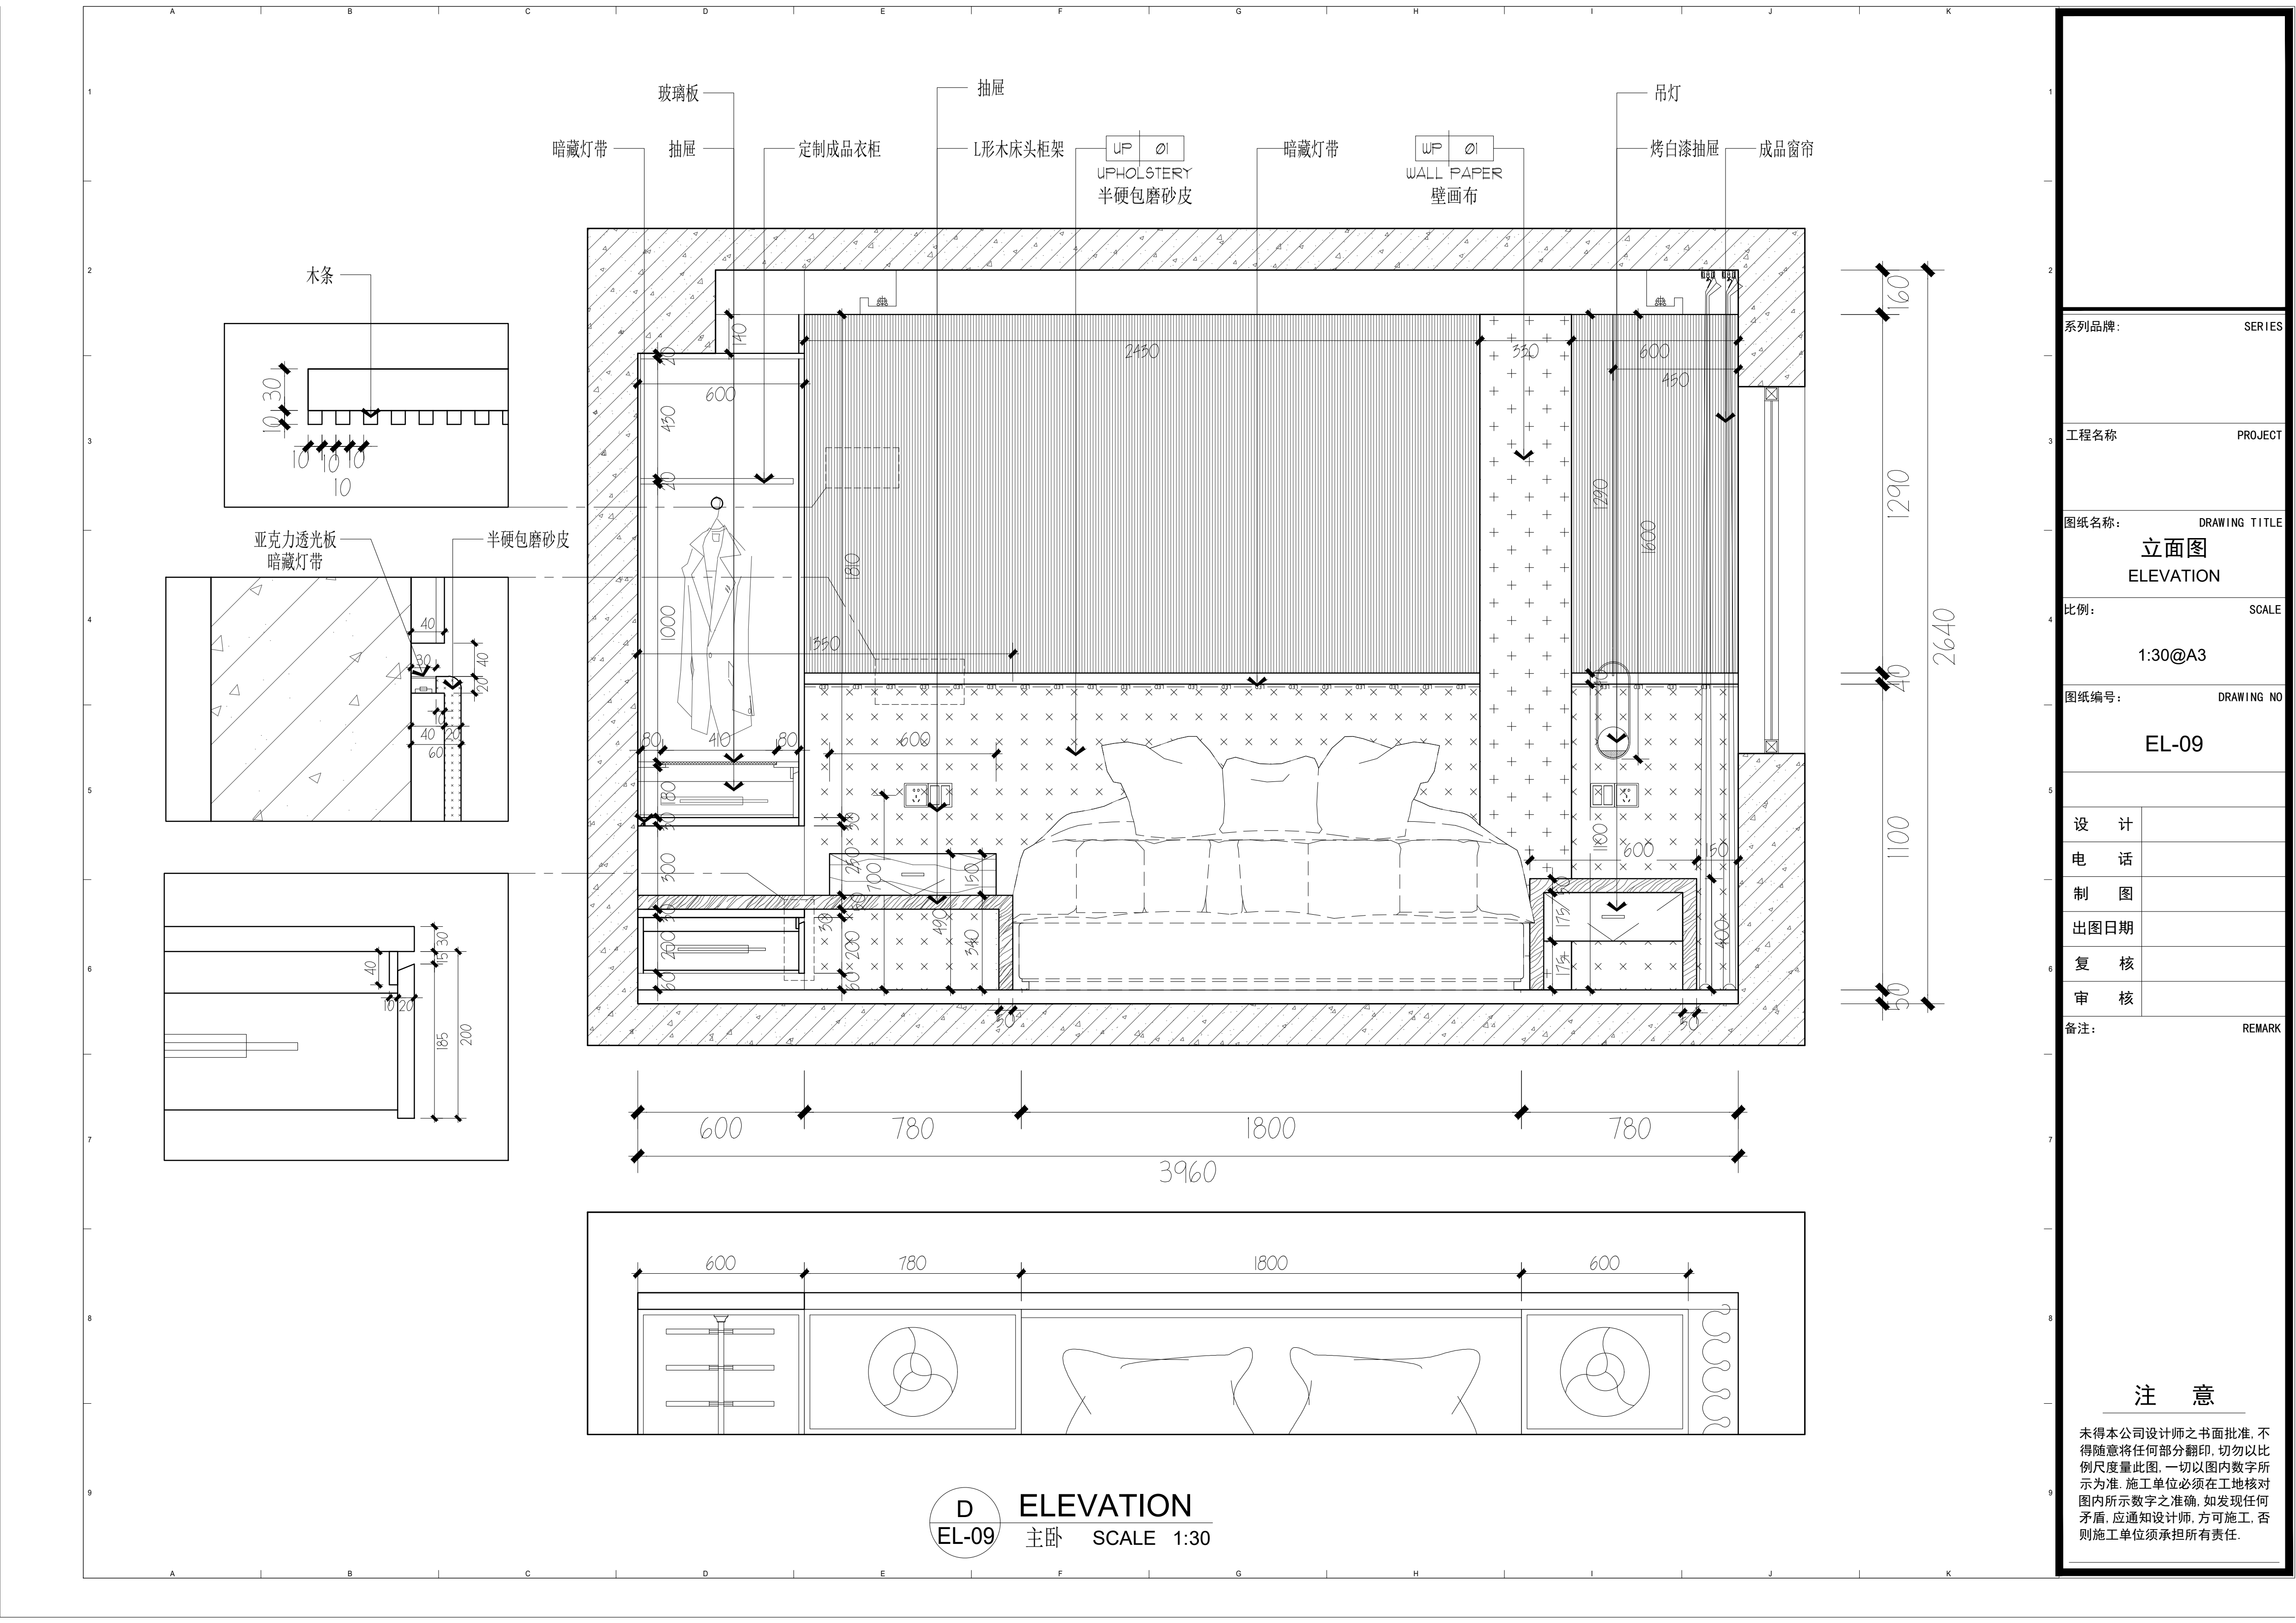 A B C D E F G H I J K
玻璃板
抽屉
吊灯
暗藏灯带
抽屉
定制成品衣柜
L形木床头柜架
UP 01
UPHOLSTERY
半硬包磨砂皮
暗藏灯带
WP 01
WALL PAPER
壁画布
烤白漆抽屉
成品窗帘
木条
30
10
10
10
10
10
亚克力透光板
暗藏灯带
半硬包磨砂皮
40
30
40
20
10
40
20
60
30
15
40
10
20
185
200
140
20
600
430
20
1000
1350
1810
2430
330
600
450
1290
1600
80
410
80
600
180
50
300
200
60
50
250
700
150
30
200
60
490
340
50
600
150
175
175
400
50
160
1290
40
1100
50
2640
600
780
1800
780
3960
600
780
1800
600
1
2
3
4
5
6
7
8
9
1
2
3
4
5
6
7
8
9
D
EL-09
ELEVATION
主卧 SCALE 1:30
A B C D E F G H I J K
系列品牌: SERIES
工程名称 PROJECT
图纸名称: DRAWING TITLE
立面图
ELEVATION
比例: SCALE
1:30@A3
图纸编号: DRAWING NO
EL-09
设 计
电 话
制 图
出图日期
复 核
审 核
备注: REMARK
注 意
未得本公司设计师之书面批准,不
得随意将任何部分翻印,切勿以比
例尺度量此图,一切以图内数字所
示为准.施工单位必须在工地核对
图内所示数字之准确,如发现任何
矛盾,应通知设计师,方可施工,否
则施工单位须承担所有责任.